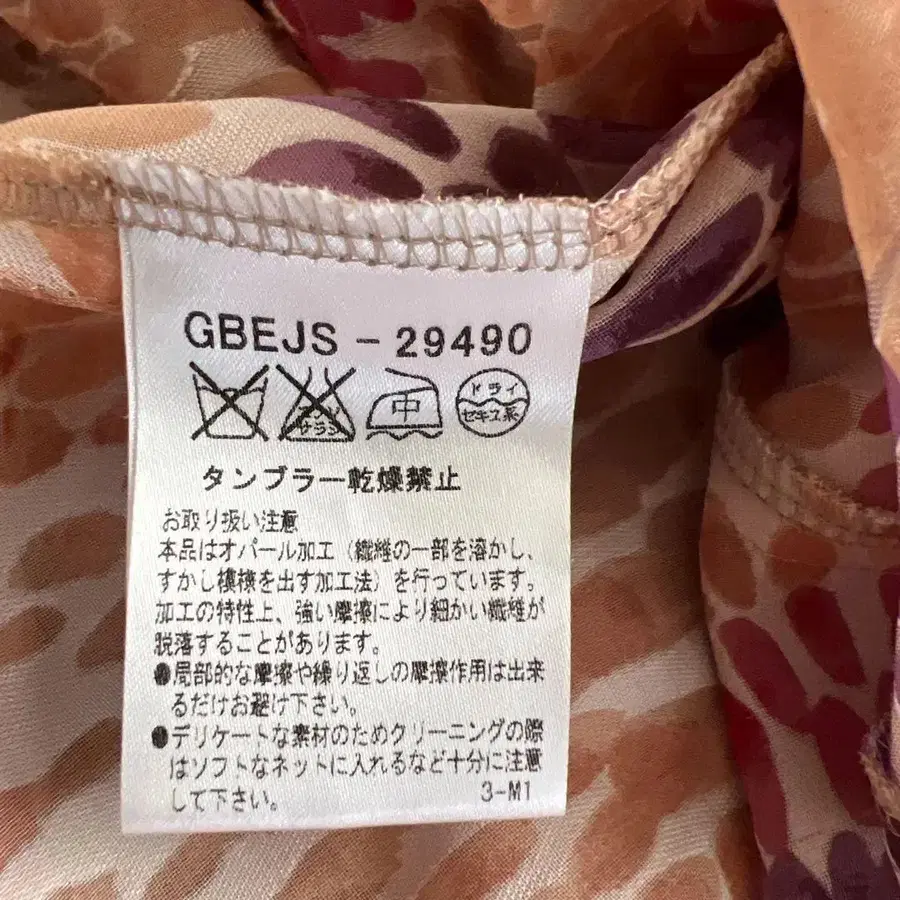 GBEJS-29490
エンソ
サラシ
中
ドライ
セキユ系
タンブラー乾燥禁止
お取り扱い注意
本品はオパール加工（繊維の一部を溶かし、
すかし模様を出す加工法）を行っています。
加工の特性上、強い摩擦により細かい繊維が
脱落することがあります。
●局部的な摩擦や繰り返しの摩擦作用は出来
るだけお避け下さい。
●デリケートな素材のためクリーニングの際
はソフトなネットに入れるなど十分に注意
して下さい。
3-M1